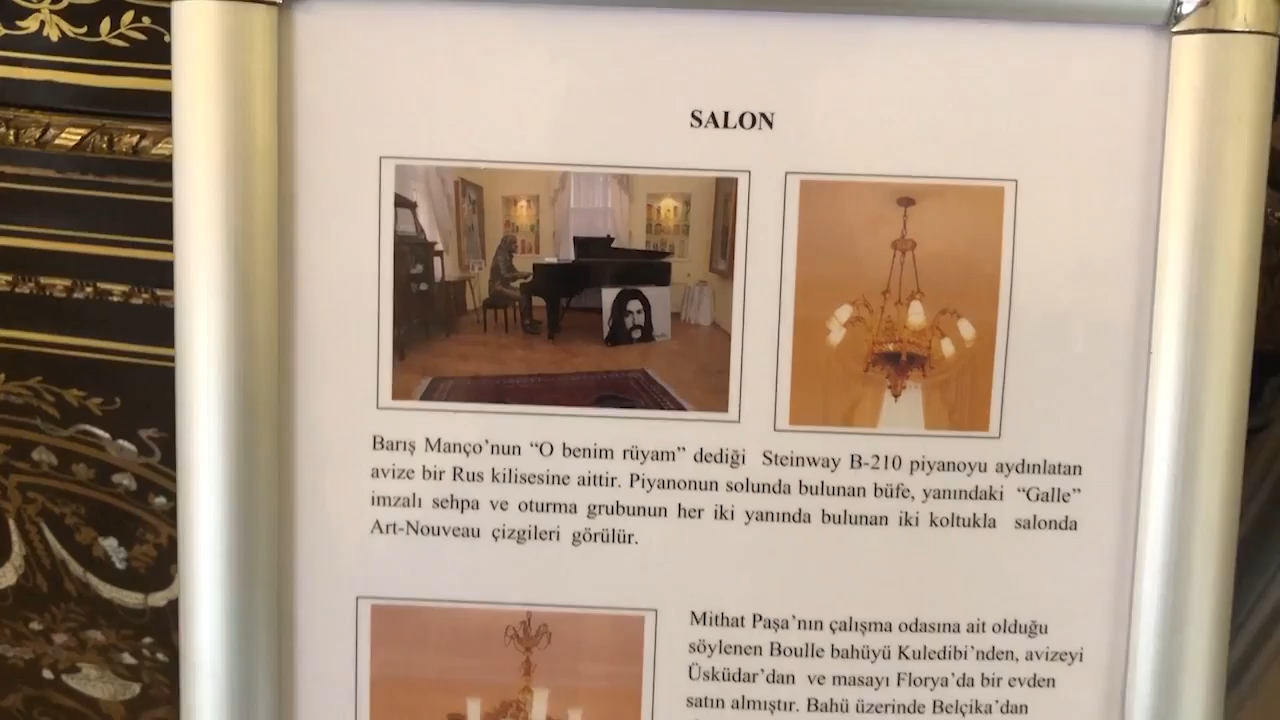 SALON
Barış Manço’nun “O benim rüyam” dediği Steinway B-210 piyanoyu aydınlatan
avize bir Rus kilisesine aittir. Piyanonun solunda bulunan büfe, yanındaki “Galle”
imzalı sehpa ve oturma grubunun her iki yanında bulunan iki koltukla salonda
Art-Nouveau çizgileri görülür.
Mithat Paşa’nın çalışma odasına ait olduğu
söylenen Boulle bahüyü Kuledibi’nden, avizeyi
Üsküdar’dan ve masayı Florya’da bir evden
satın almıştır. Bahü üzerinde Belçika’dan